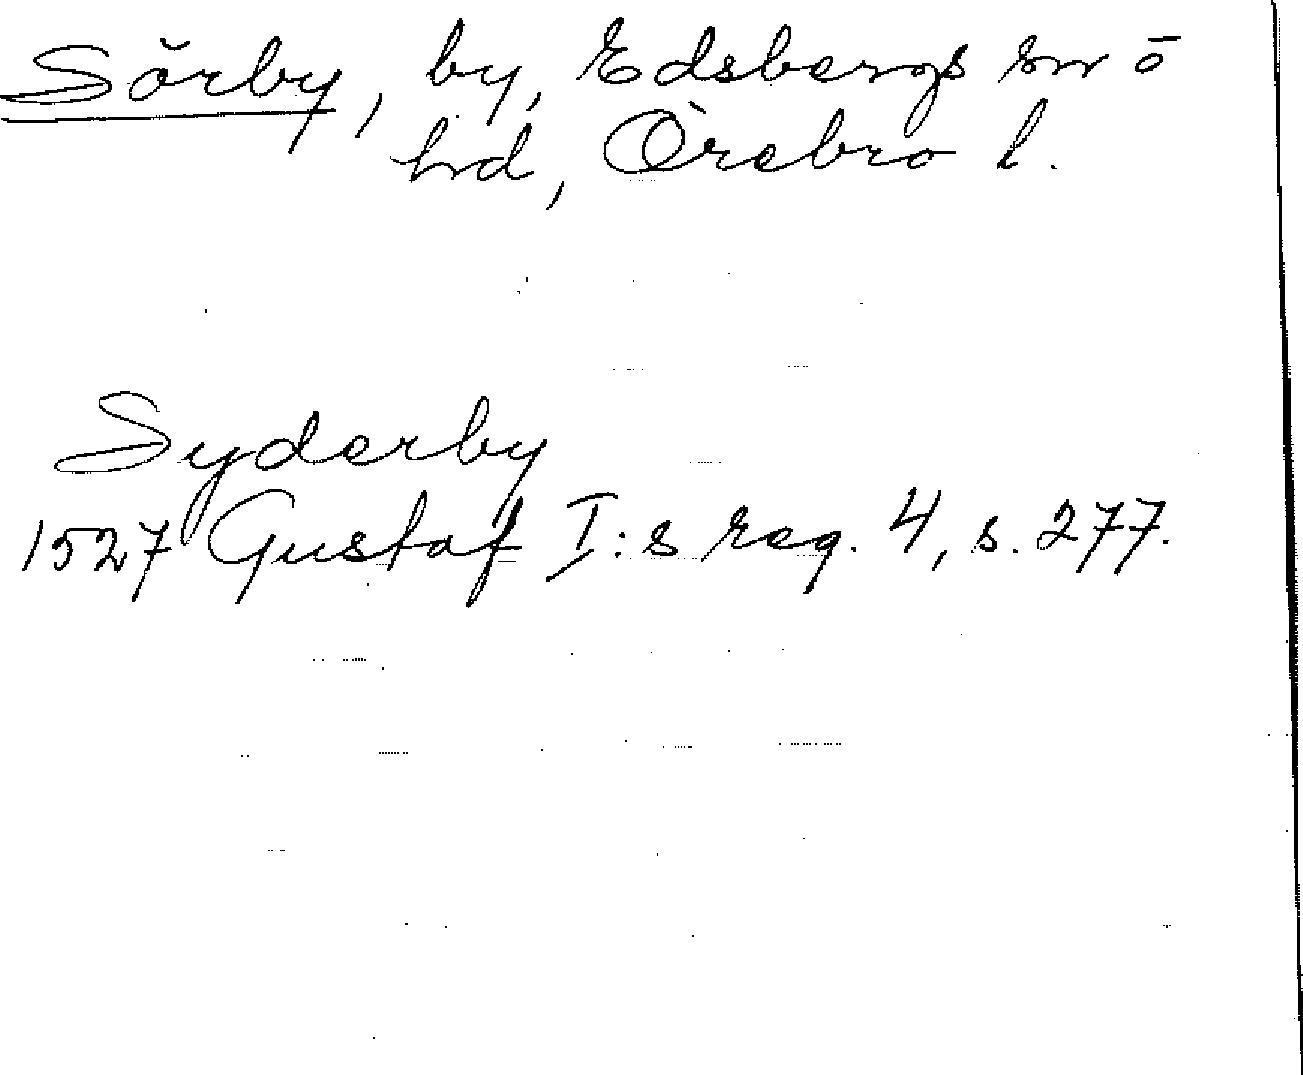 Sörby, by, Edsbergs sn o
hd, Örebro l.
Syderby
1527 Gustaf I:s reg. 4, s. 277.